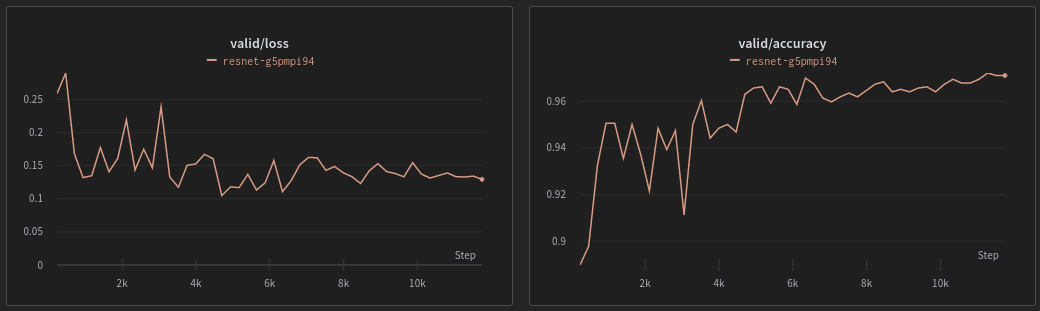 valid/loss
resnet-g5pmpi94
0.25
0.2
0.15
0.1
0.05
0
Step
2k 4k 6k 8k 10k
valid/accuracy
resnet-g5pmpi94
0.96
0.94
0.92
0.9
Step
2k 4k 6k 8k 10k